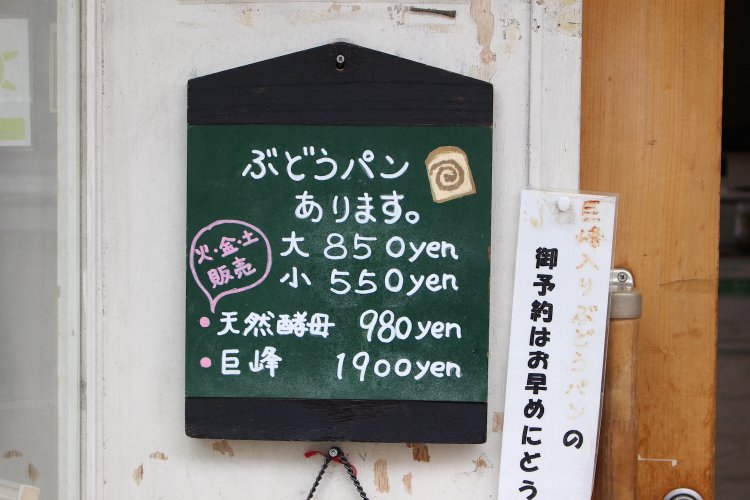 ぶどうパン
あります。
火・金・土
販売
大 850yen
小 550yen
・天然酵母 980yen
・巨峰 1900yen
巨峰入りぶどうパンの
御予約はお早めにどう